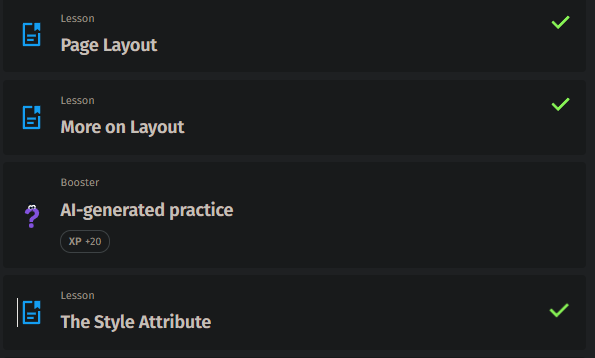 Lesson
Page Layout
Lesson
More on Layout
Booster
AI-generated practice
XP +20
Lesson
The Style Attribute